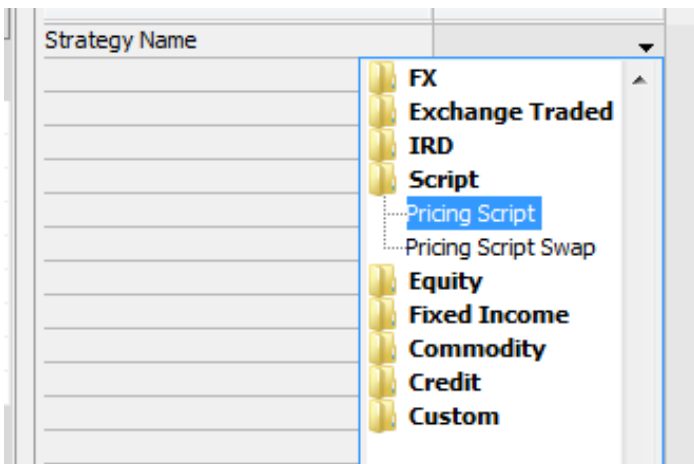 Strategy Name
FX
Exchange Traded
IRD
Script
Pricing Script
Pricing Script Swap
Equity
Fixed Income
Commodity
Credit
Custom